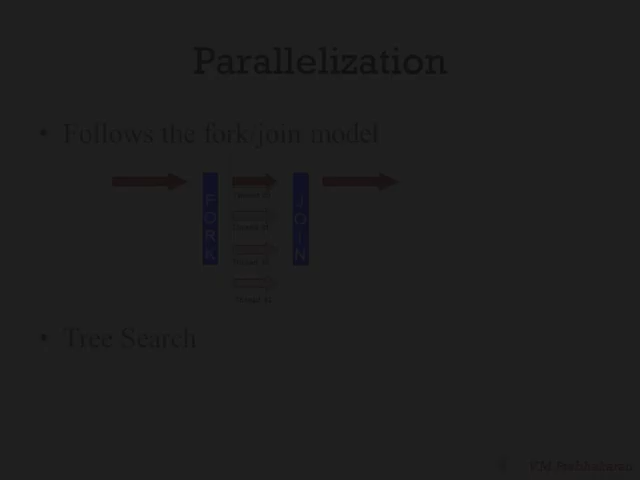 Parallelization
• Follows the fork/join model
FORK
JOIN
• Tree Search